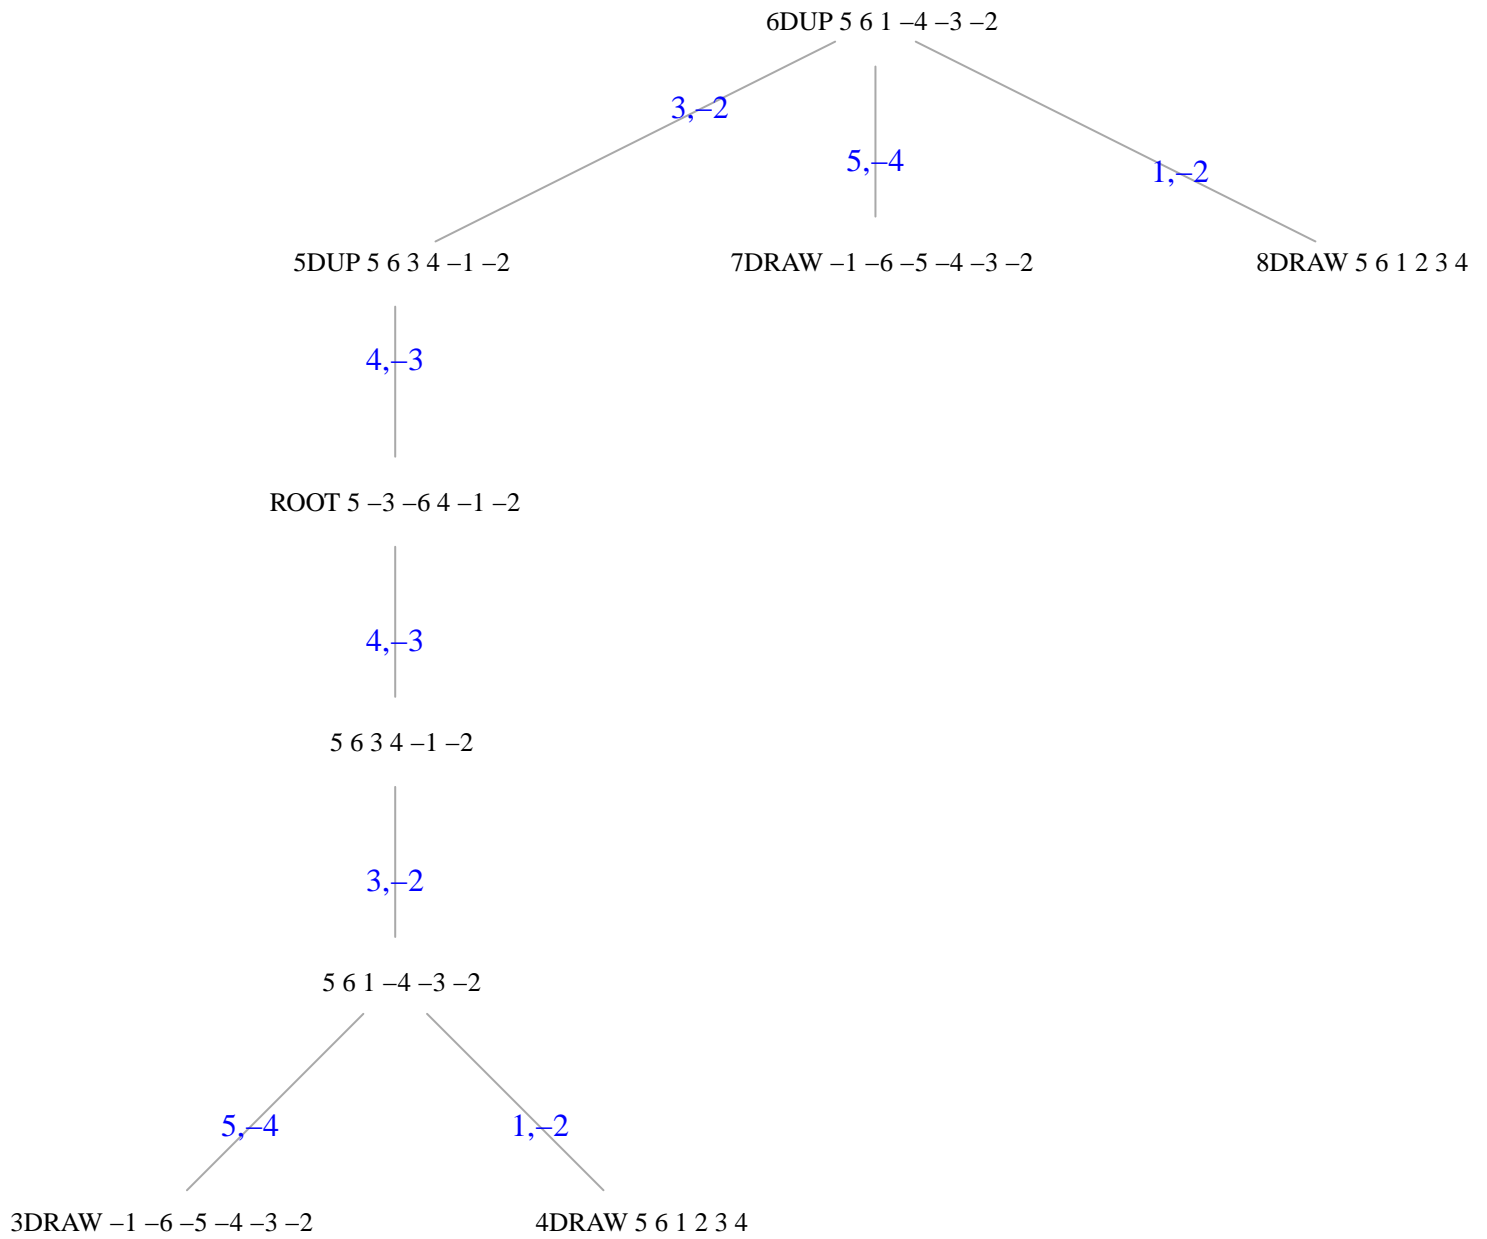 6DUP 5 6 1 –4 –3 –2
3,–2
5,–4
1,–2
5DUP 5 6 3 4 –1 –2
7DRAW –1 –6 –5 –4 –3 –2
8DRAW 5 6 1 2 3 4
4,–3
ROOT 5 –3 –6 4 –1 –2
4,–3
5 6 3 4 –1 –2
3,–2
5 6 1 –4 –3 –2
5,–4
1,–2
3DRAW –1 –6 –5 –4 –3 –2
4DRAW 5 6 1 2 3 4